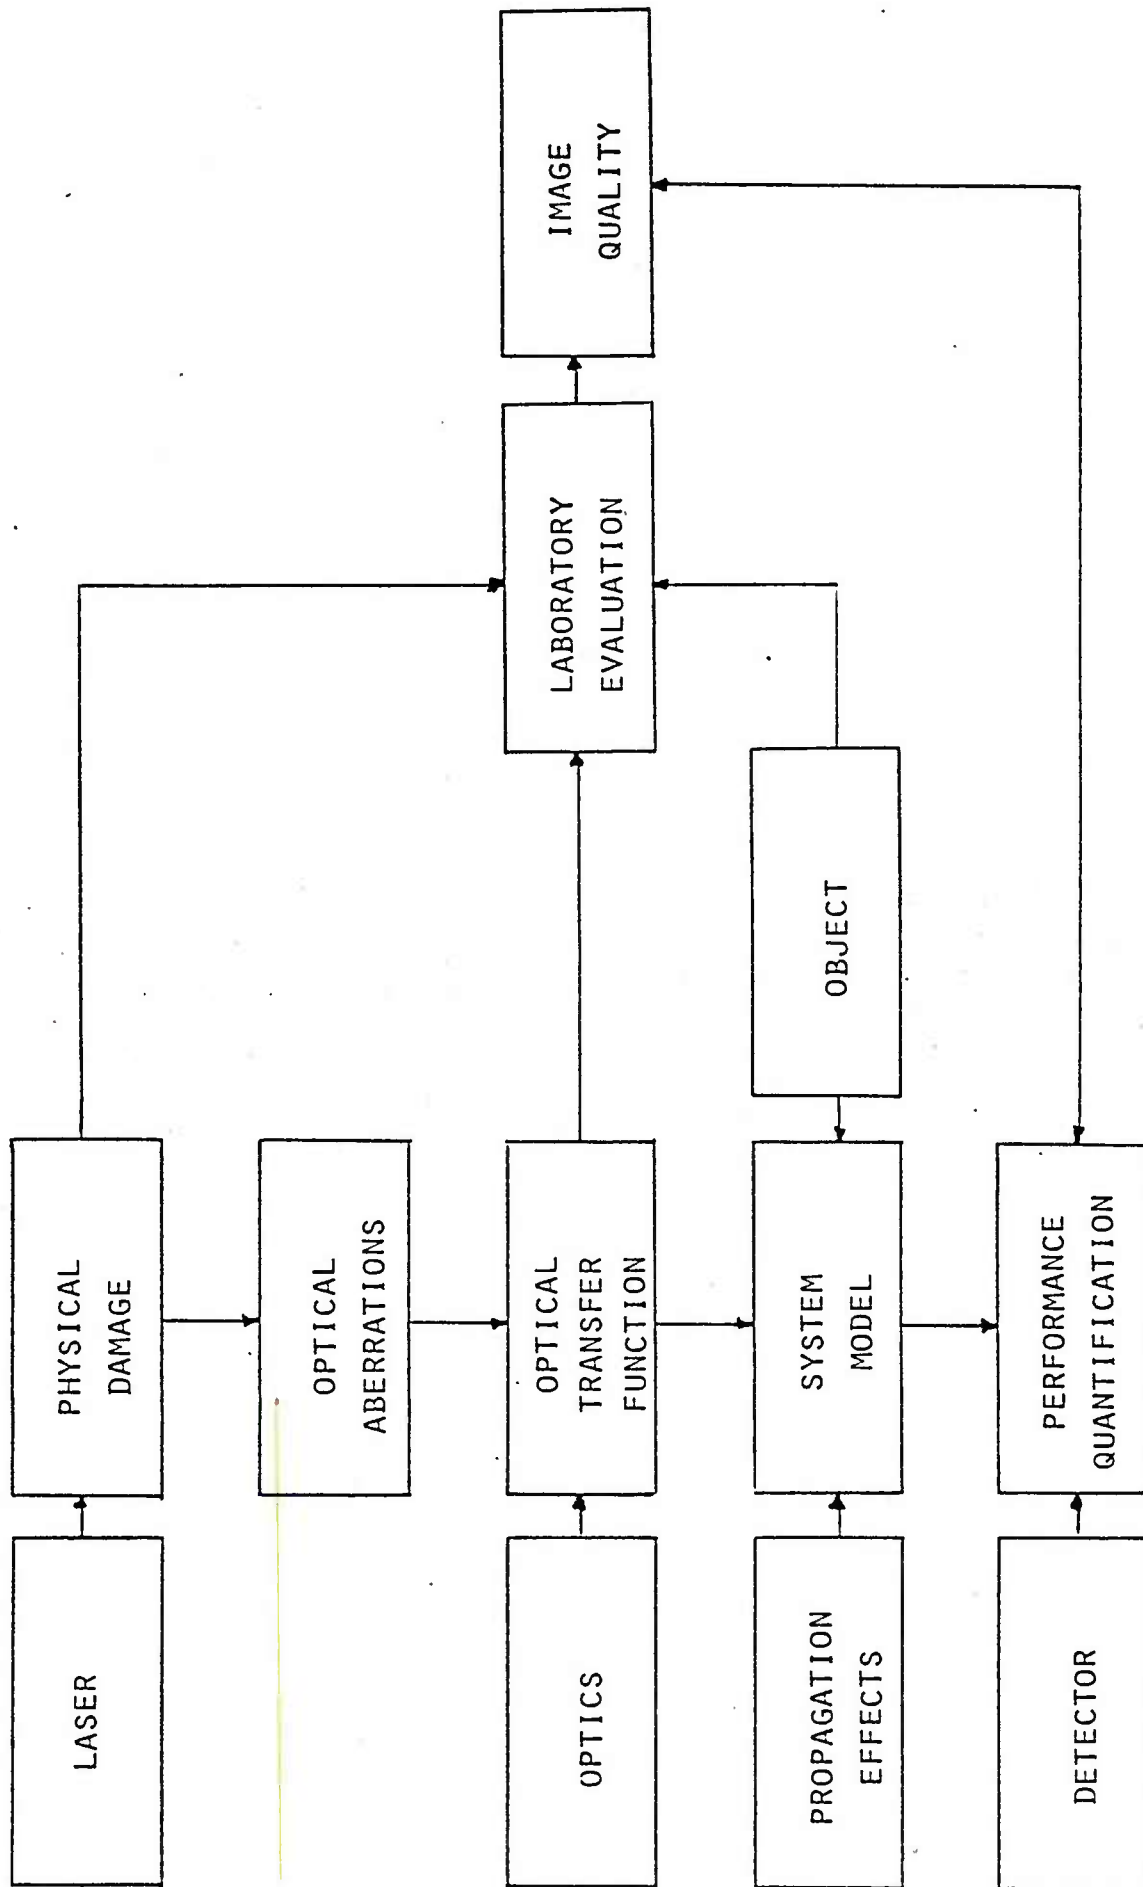 LASER
PHYSICAL
DAMAGE
OPTICAL
ABERRATIONS
OPTICS
OPTICAL
TRANSFER
FUNCTION
LABORATORY
EVALUATION
IMAGE
QUALITY
PROPAGATION
EFFECTS
SYSTEM
MODEL
OBJECT
DETECTOR
PERFORMANCE
QUANTIFICATION